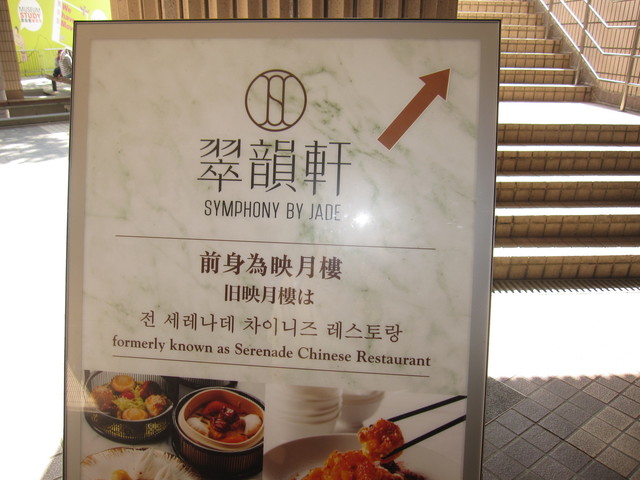 翠韻軒
SYMPHONY BY JADE
前身為映月樓
旧映月樓は
전 세레나데 차이니즈 레스토랑
formerly known as Serenade Chinese Restaurant